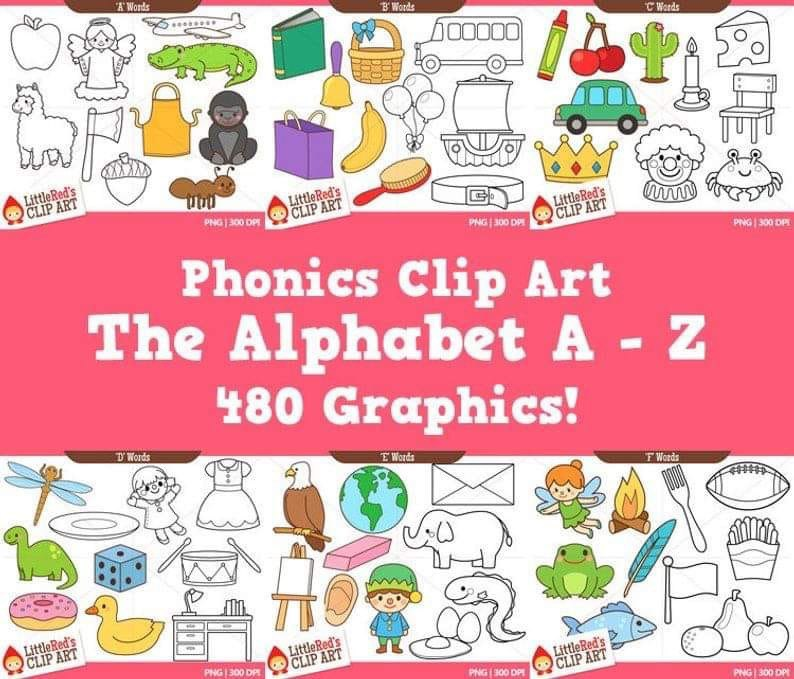 'A' Words
'B' Words
'C' Words
LittleRed's
CLIP ART
PNG | 300 DPI
LittleRed's
CLIP ART
PNG | 300 DPI
LittleRed's
CLIP ART
PNG | 300 DPI
Phonics Clip Art
The Alphabet A - Z
480 Graphics!
'D' Words
'E' Words
'F' Words
LittleRed's
CLIP ART
PNG | 300 DPI
LittleRed's
CLIP ART
PNG | 300 DPI
LittleRed's
CLIP ART
PNG | 300 DPI